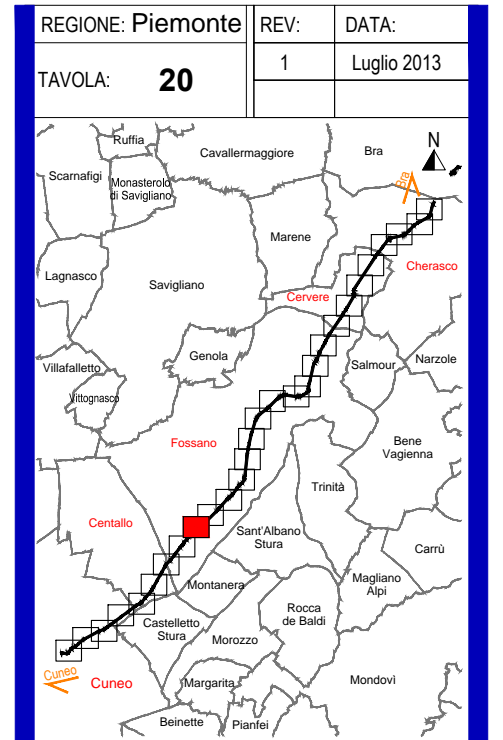 REGIONE: Piemonte
REV:
DATA:
TAVOLA: 20
1
Luglio 2013
Ruffia
Cavallermaggiore
Bra
N
Scarnafigi
Monasterolo
di Savigliano
Bra
Marene
Lagnasco
Savigliano
Cherasco
Cervere
Villafalletto
Genola
Salmour
Narzole
Vittognasco
Fossano
Bene
Vagienna
Trinità
Centallo
Sant'Albano
Stura
Carrù
Montanera
Magliano
Alpi
Castelletto
Stura
Rocca
de Baldi
Morozzo
Cuneo
Cuneo
Margarita
Mondovì
Beinette
Pianfei